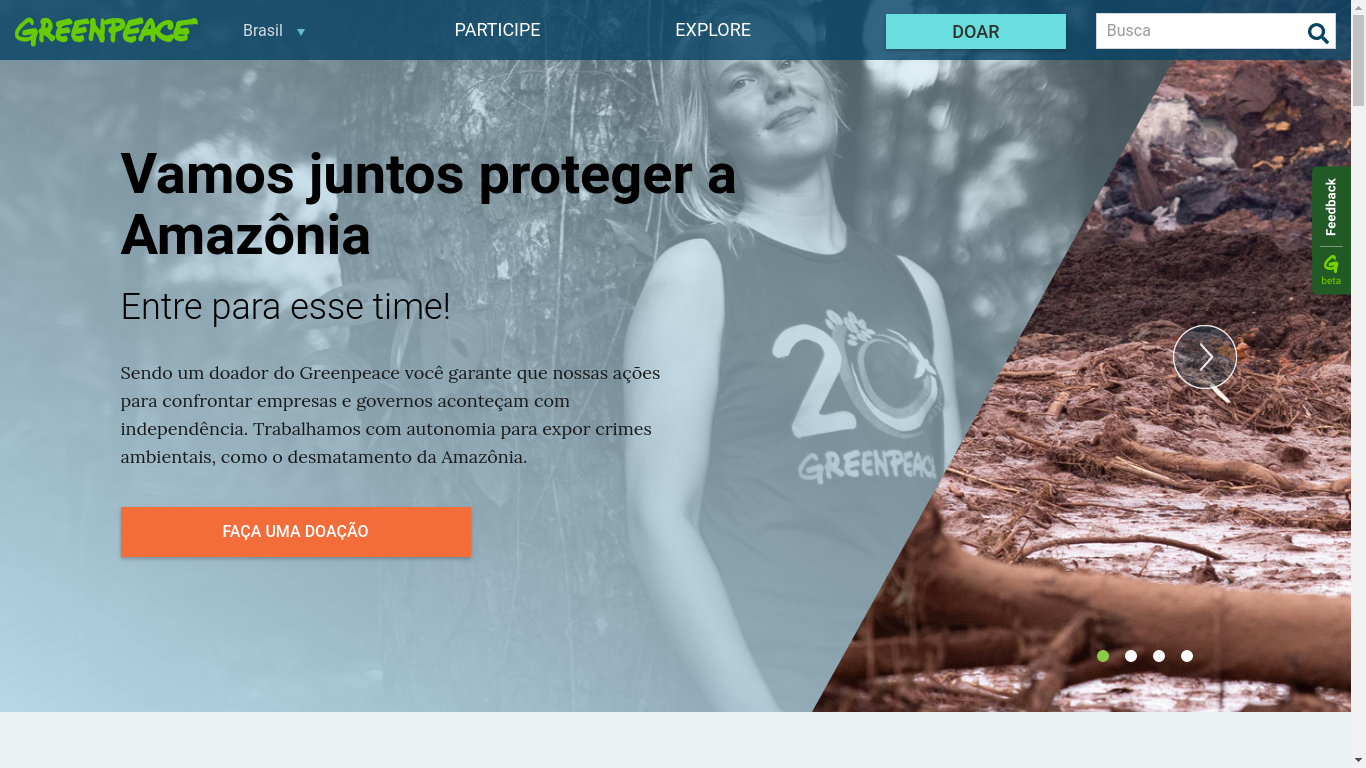 GREENPEACE
Brasil
PARTICIPE
EXPLORE
DOAR
Busca
Vamos juntos proteger a
Amazônia
Entre para esse time!
Sendo um doador do Greenpeace você garante que nossas ações
para confrontar empresas e governos aconteçam com
independência. Trabalhamos com autonomia para expor crimes
ambientais, como o desmatamento da Amazônia.
FAÇA UMA DOAÇÃO
20
GREENPEACE
Feedback
G
beta